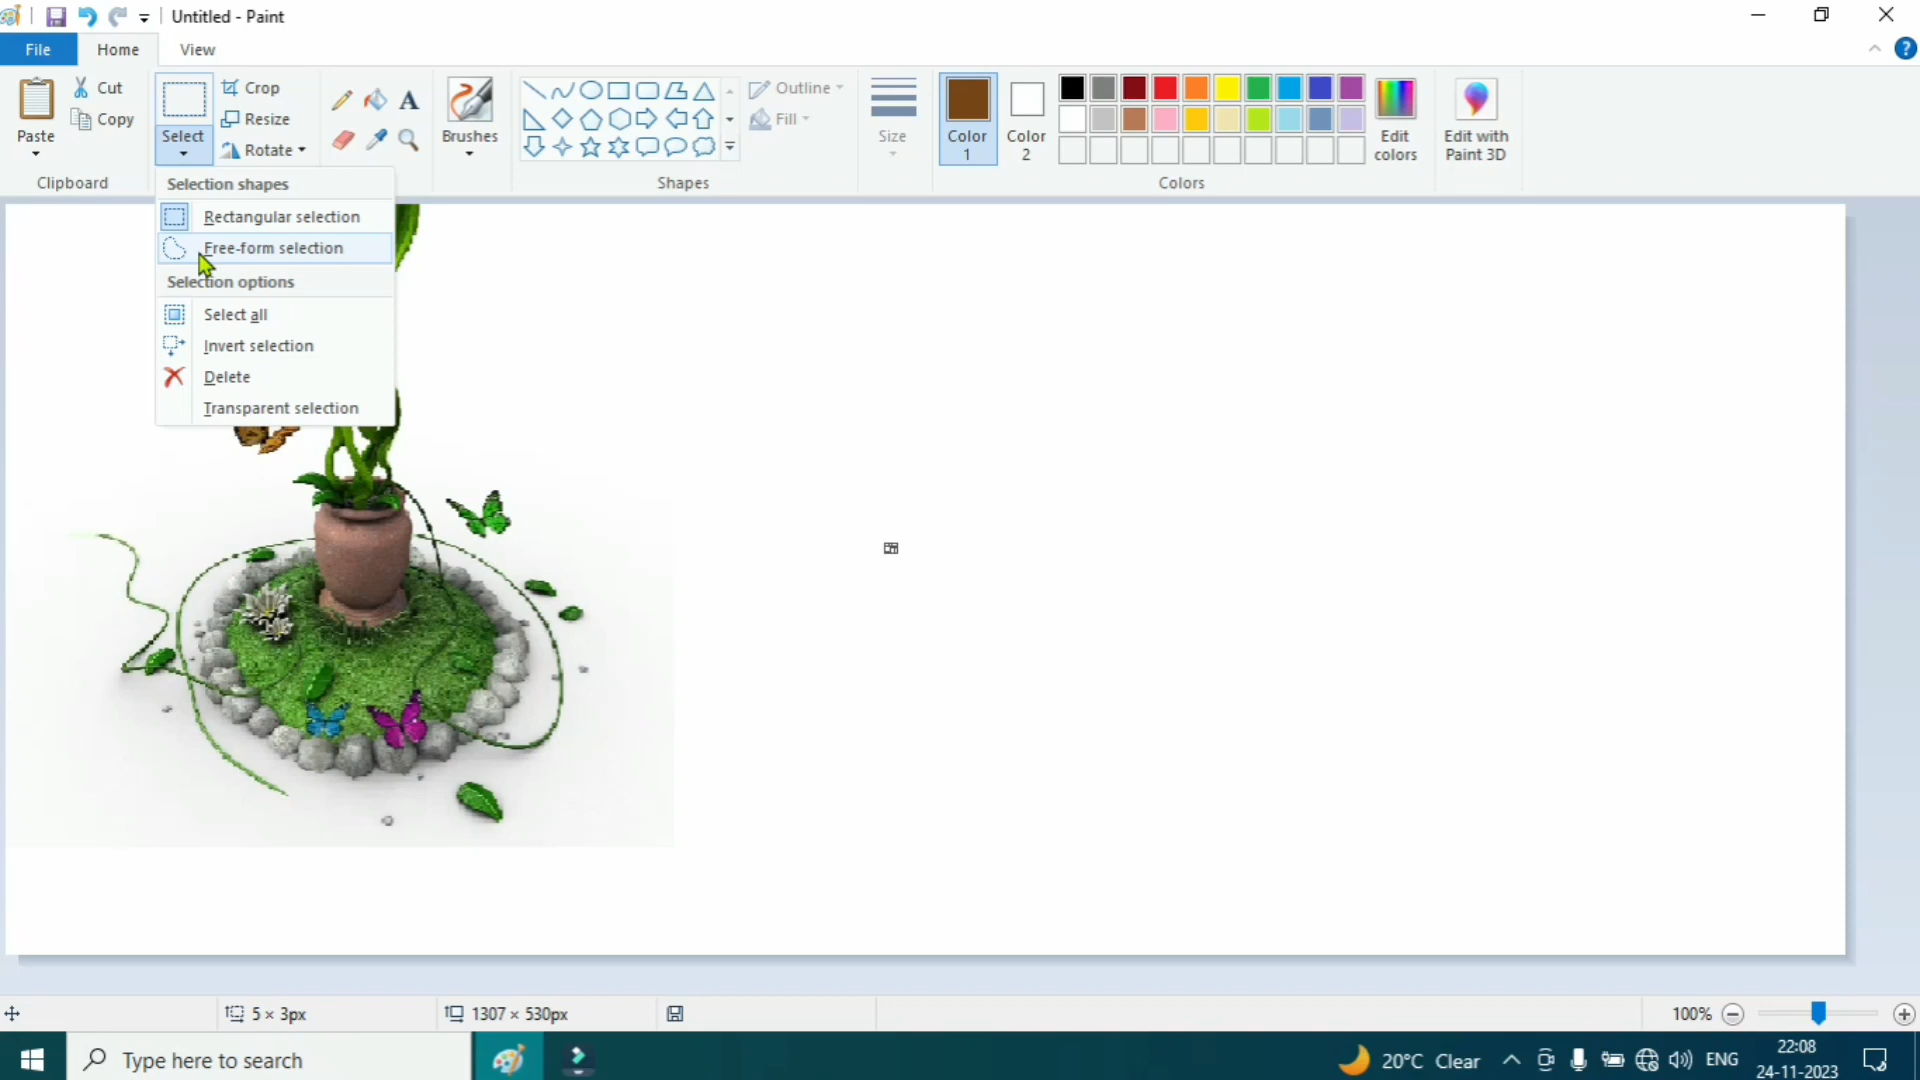 Untitled - Paint
File Home View
Paste
Cut
Copy
Clipboard
Select
Crop
Resize
Rotate
Brushes
Outline
Fill
Shapes
Size
Color 1
Color 2
Edit colors
Colors
Edit with Paint 3D
Selection shapes
Rectangular selection
Free-form selection
Selection options
Select all
Invert selection
Delete
Transparent selection
5 × 3px
1307 × 530px
100%
Type here to search
20°C Clear
ENG
22:08
24-11-2023